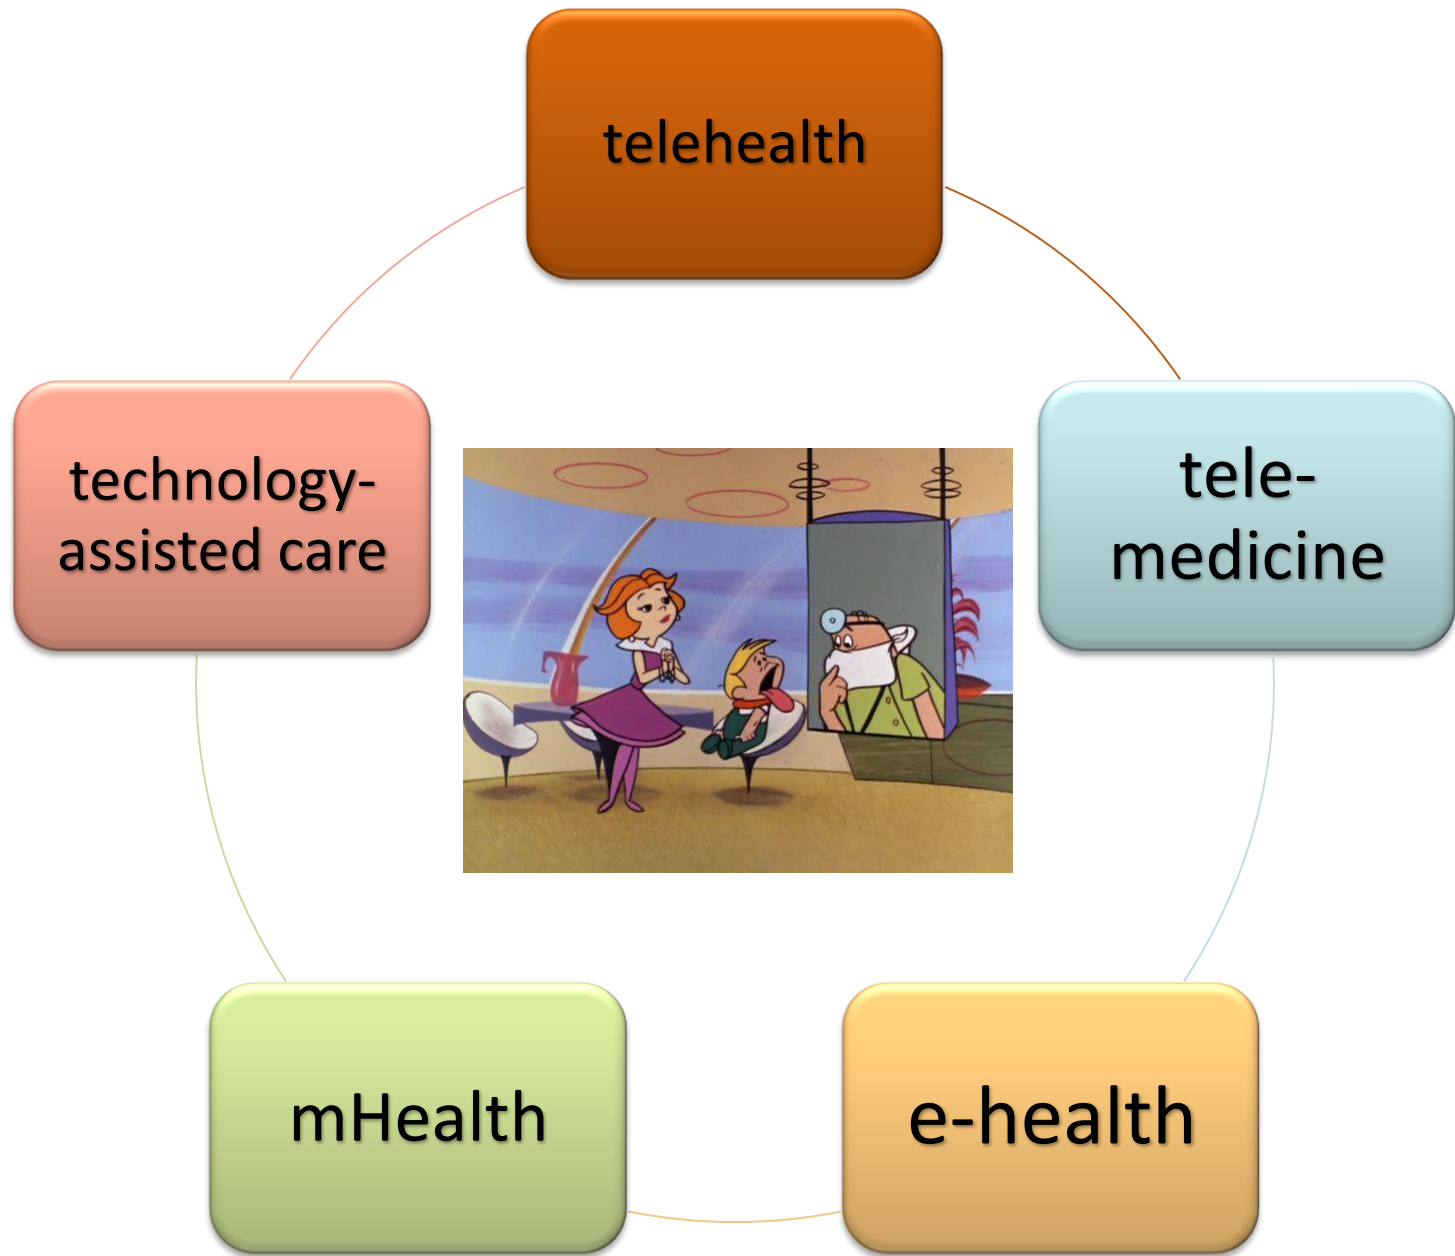 telehealth
tele-
medicine
e-health
mHealth
technology-
assisted care